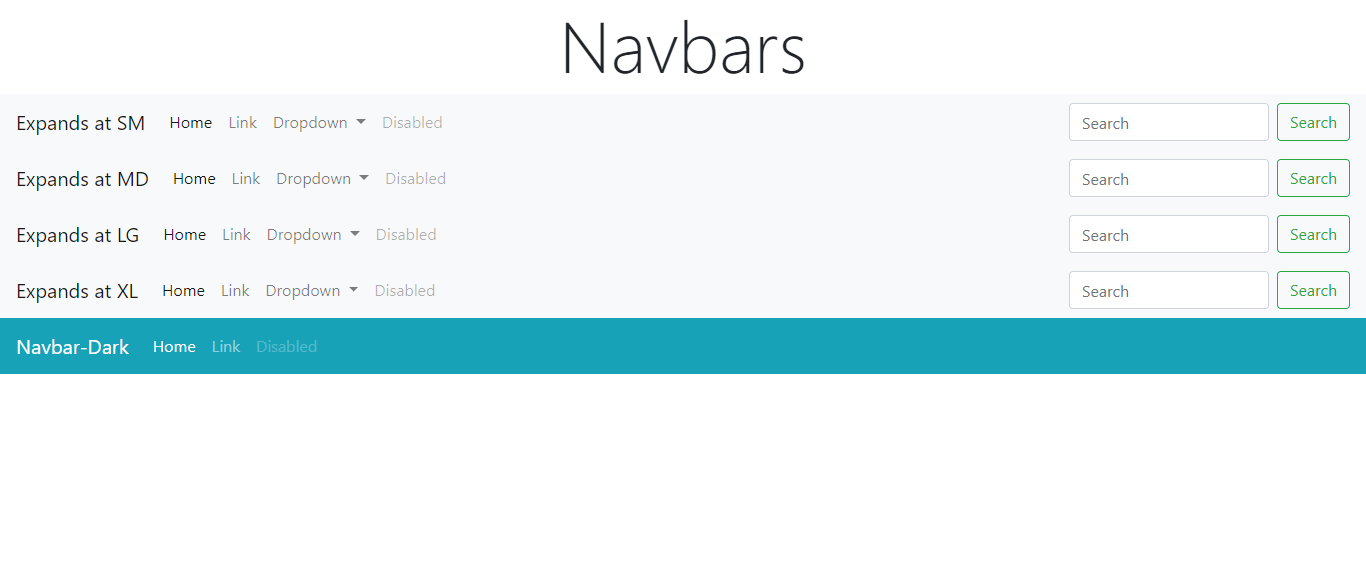 Navbars
Expands at SM Home Link Dropdown Disabled Search Search
Expands at MD Home Link Dropdown Disabled Search Search
Expands at LG Home Link Dropdown Disabled Search Search
Expands at XL Home Link Dropdown Disabled Search Search
Navbar-Dark Home Link Disabled